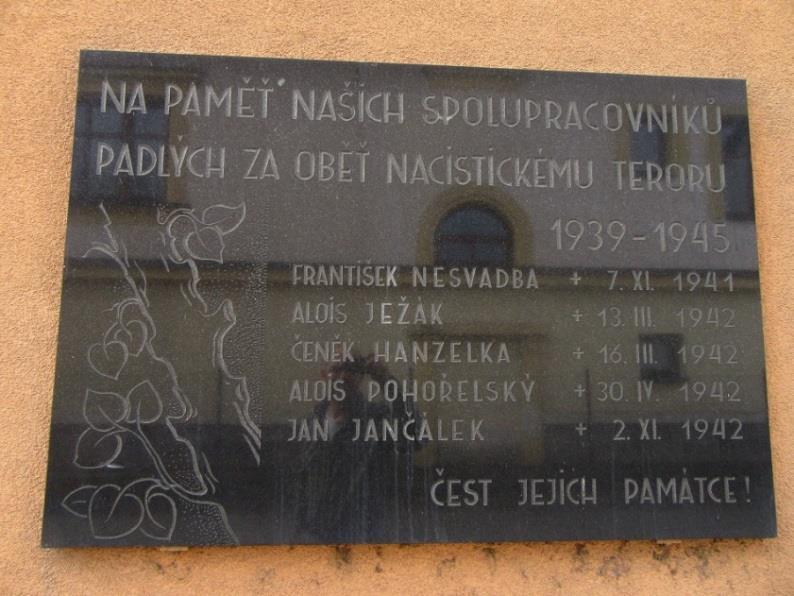 NA PAMĚŤ NAŠICH SPOLUPRACOVNÍKŮ
PADLÝCH ZA OBĚŤ NACISTICKÉMU TERORU
1939-1945
FRANTIŠEK NESVADBA + 7. XI. 1941
ALOIS JEŽÁK + 13. III. 1942
ČENĚK HANZELKA + 16. III. 1942
ALOIS POHOŘELSKÝ + 30. IV. 1942
JAN JANČÁLEK + 2. XI. 1942
ČEST JEJICH PAMÁTCE!